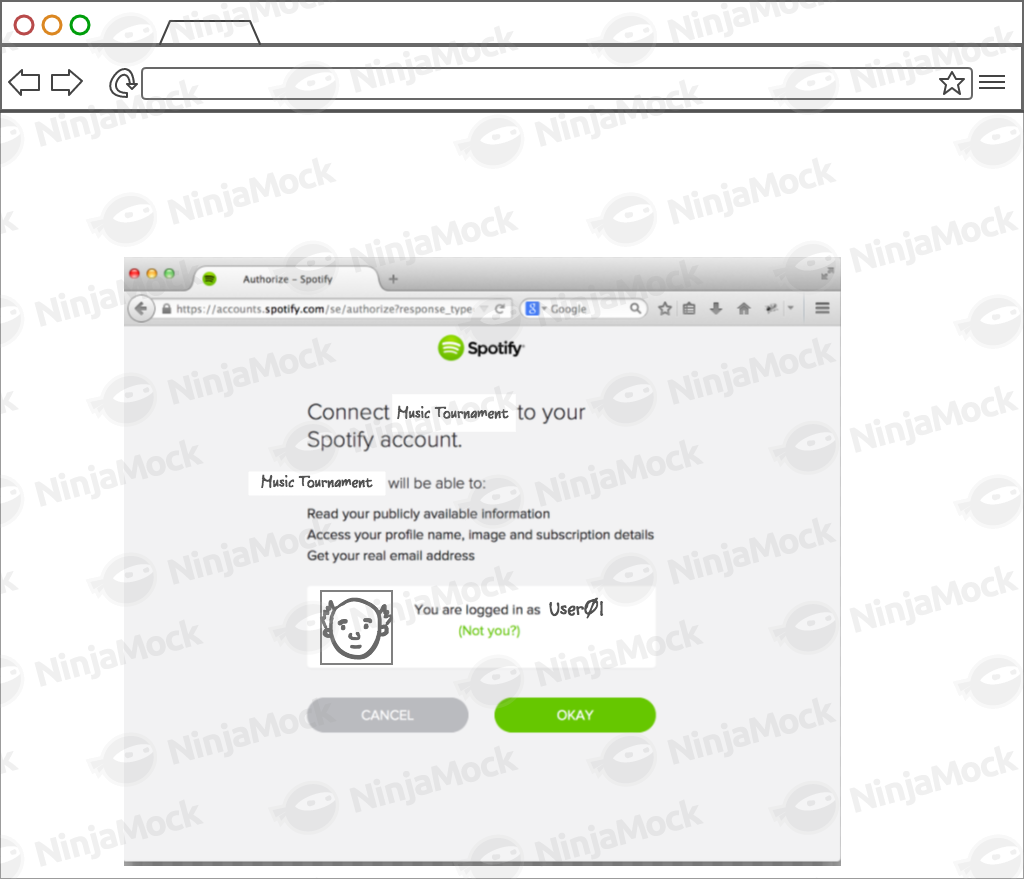 Authorize – Spotify
https://accounts.spotify.com/se/authorize?response_type
Google
Spotify
Connect Music Tournament to your
Spotify account.
Music Tournament will be able to:
Read your publicly available information
Access your profile name, image and subscription details
Get your real email address
You are logged in as UserØ1
(Not you?)
CANCEL
OKAY
NinjaMock